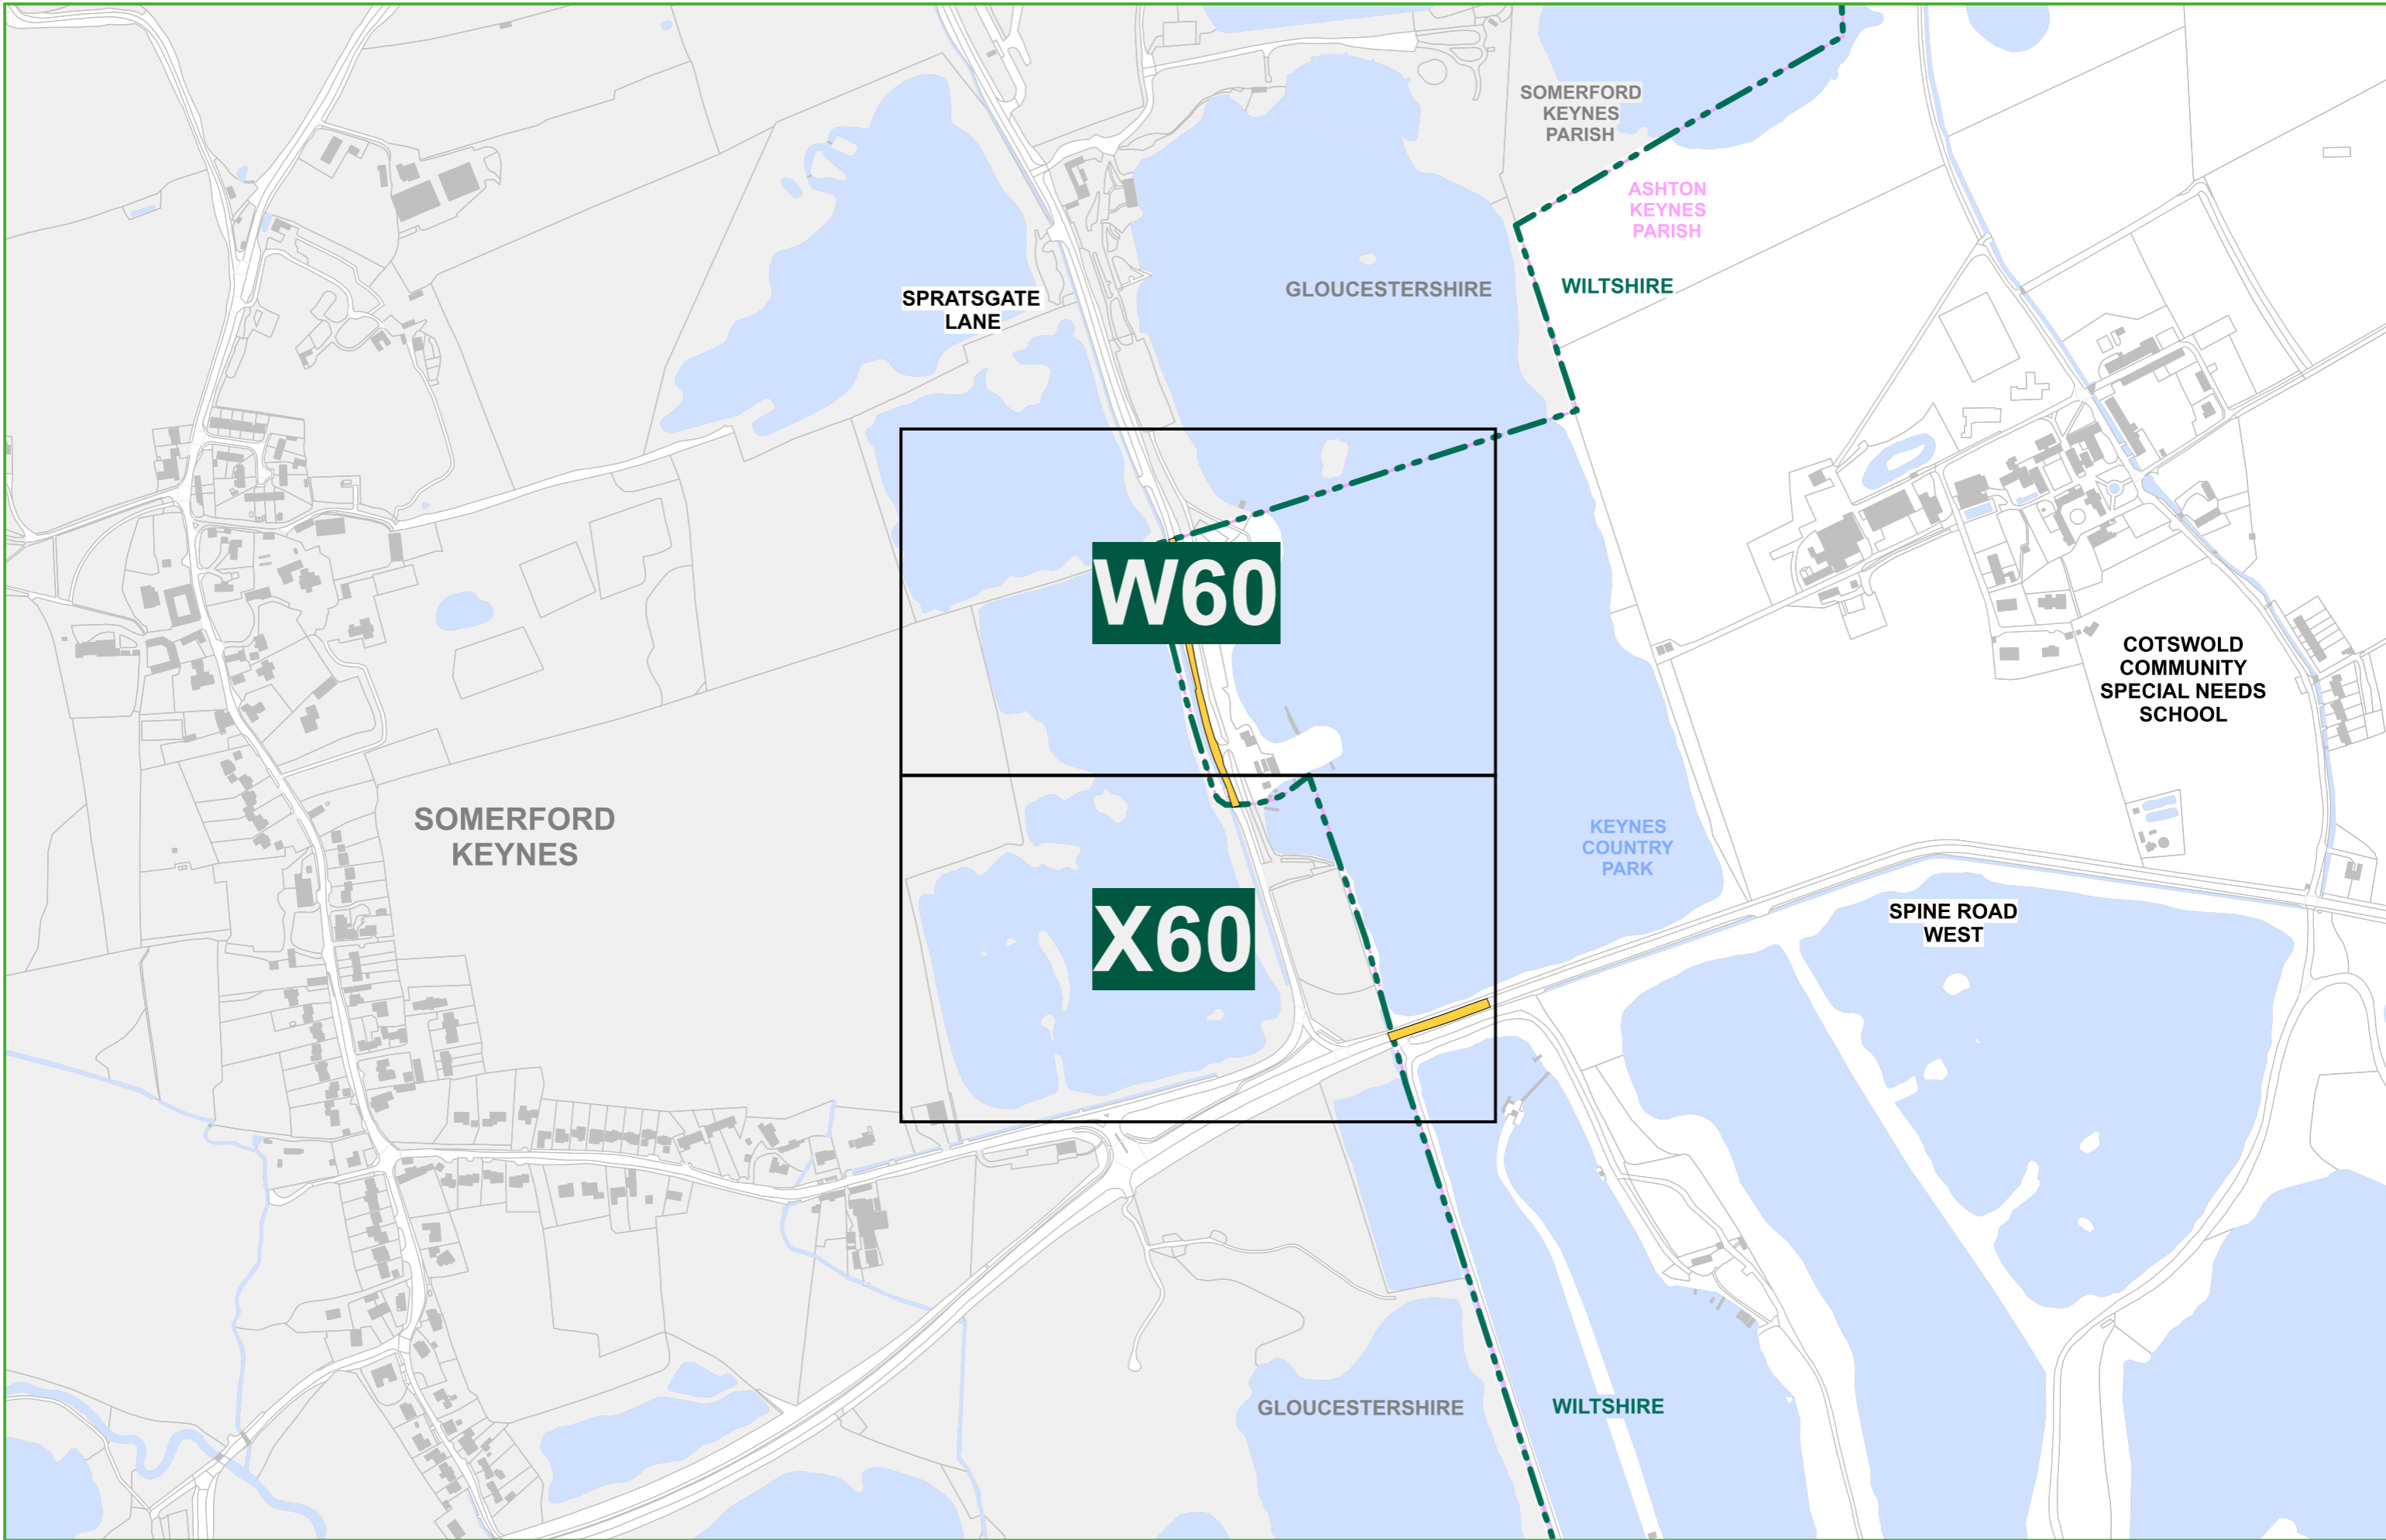 SOMERFORD
KEYNES
PARISH
ASHTON
KEYNES
PARISH
GLOUCESTERSHIRE
WILTSHIRE
SPRATSGATE
LANE
W60
COTSWOLD
COMMUNITY
SPECIAL NEEDS
SCHOOL
SOMERFORD
KEYNES
KEYNES
COUNTRY
PARK
X60
SPINE ROAD
WEST
GLOUCESTERSHIRE
WILTSHIRE